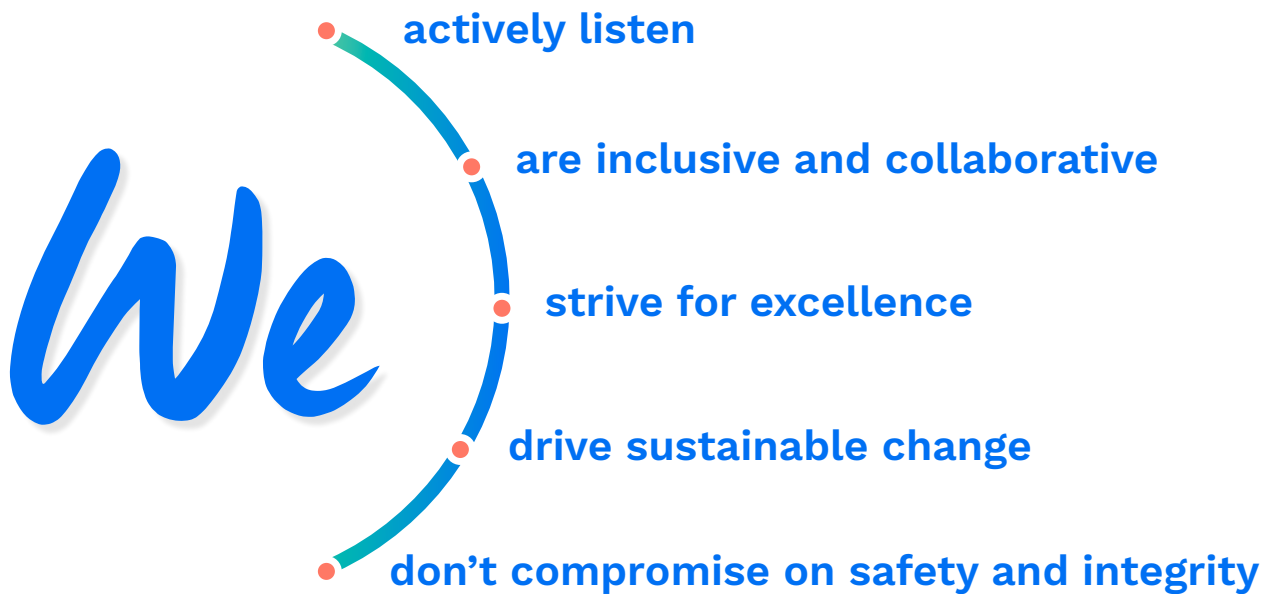 We
actively listen
are inclusive and collaborative
strive for excellence
drive sustainable change
don’t compromise on safety and integrity